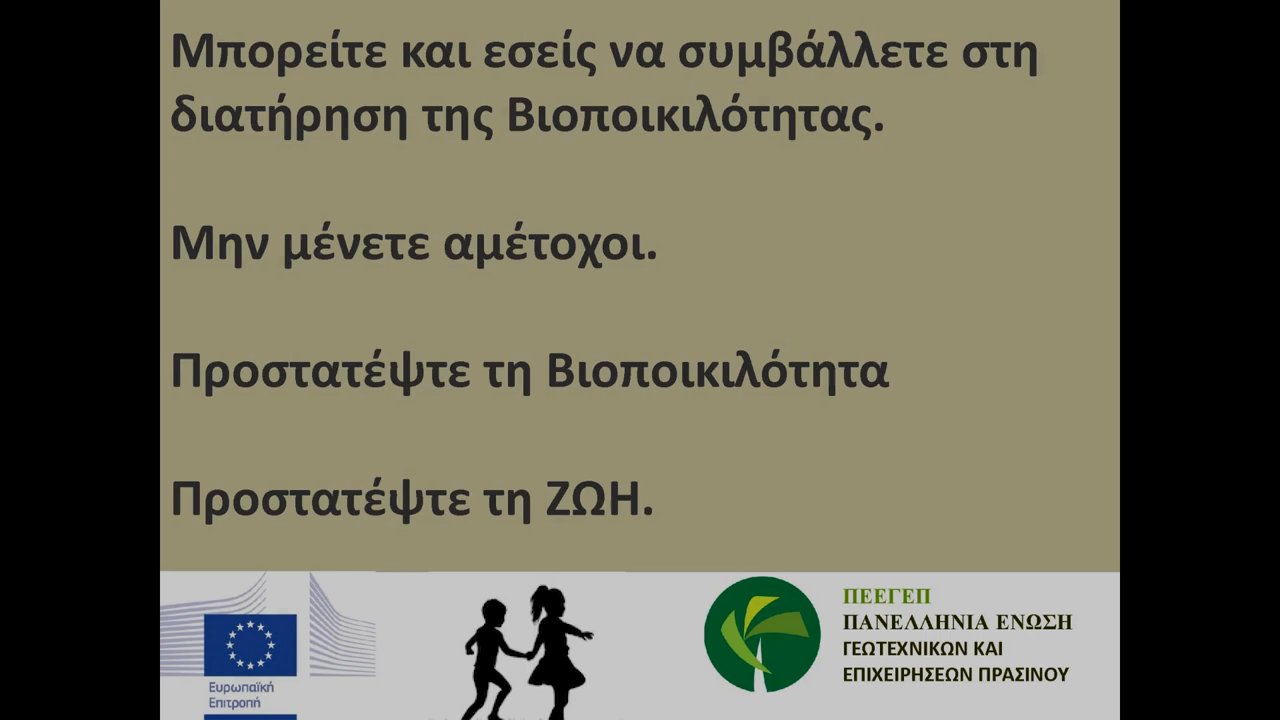 Μπορείτε και εσείς να συμβάλλετε στη
διατήρηση της Βιοποικιλότητας.
Μην μένετε αμέτοχοι.
Προστατέψτε τη Βιοποικιλότητα
Προστατέψτε τη ΖΩΗ.
Ευρωπαϊκή
Επιτροπή
ΠΕΕΓΕΠ
ΠΑΝΕΛΛΗΝΙΑ ΕΝΩΣΗ
ΓΕΩΤΕΧΝΙΚΩΝ ΚΑΙ
ΕΠΙΧΕΙΡΗΣΕΩΝ ΠΡΑΣΙΝΟΥ